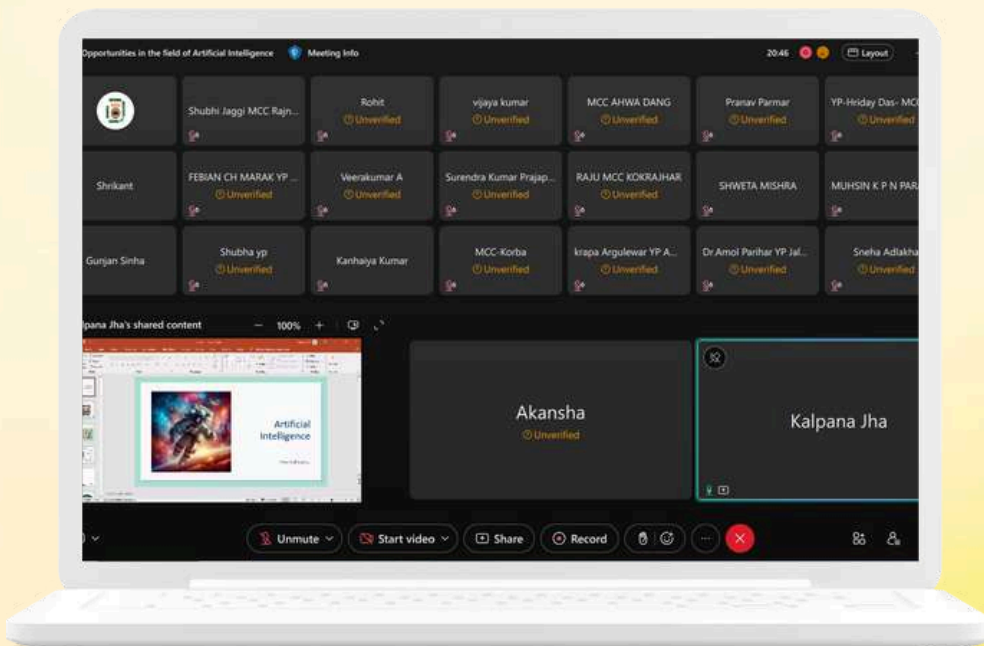 Opportunities in the field of Artificial Intelligence Meeting Info 20:46 Layout
Shubhi Jaggi MCC Rajn...
Rohit
Unverified
vijaya kumar
Unverified
MCC AHWA DANG
Unverified
Pranav Parmar
Unverified
YP-Hriday Das- MC
Unverified
Shrikant
FEBIAN CH MARAK YP ...
Unverified
Veerakumar A
Unverified
Surendra Kumar Prajap...
Unverified
RAJU MCC KOKRAJHAR
Unverified
SHWETA MISHRA
MUHSIN K P N PAR
Gunjan Sinha
Shubha yp
Unverified
Kanhaiya Kumar
MCC-Korba
Unverified
krapa Argulewar YP A...
Unverified
Dr.Amol Parihar YP Jal...
Unverified
Sneha Adlakha
Unverified
lpana Jha's shared content 100%
Artificial
Intelligence
Akansha
Unverified
Kalpana Jha
Unmute Start video Share Record